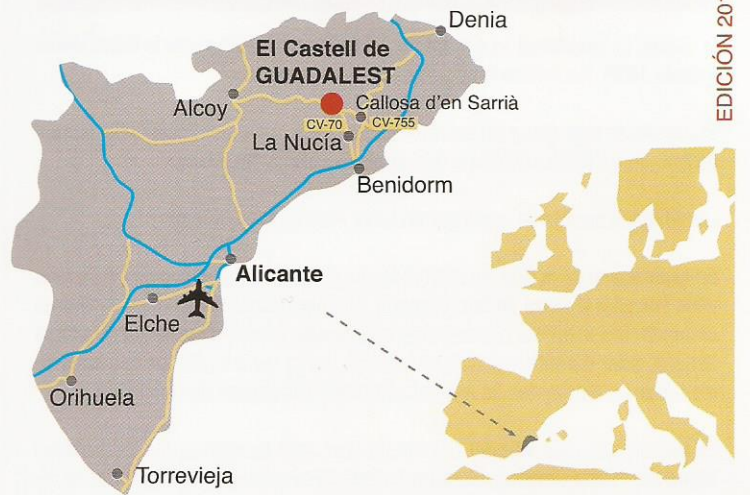 Denia
El Castell de
GUADALEST
Alcoy
Callosa d'en Sarrià
CV-70
CV-755
La Nucía
Benidorm
Alicante
Elche
Orihuela
Torrevieja
EDICIÓN